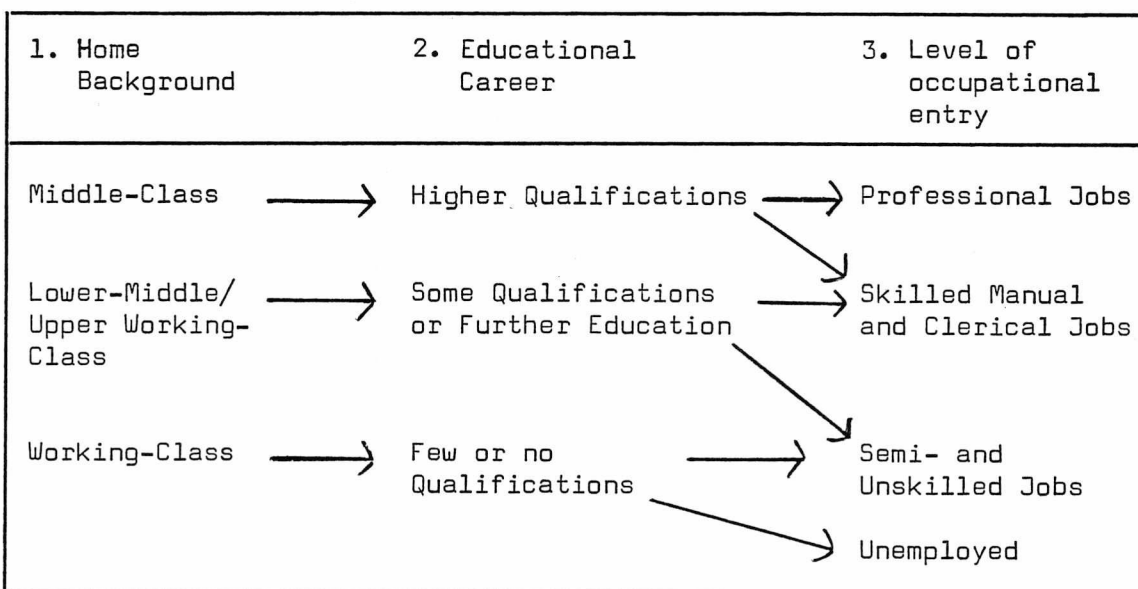 1. Home
Background
2. Educational
Career
3. Level of
occupational
entry
Middle-Class
Higher Qualifications
Professional Jobs
Lower-Middle/
Upper Working-
Class
Some Qualifications
or Further Education
Skilled Manual
and Clerical Jobs
Working-Class
Few or no
Qualifications
Semi- and
Unskilled Jobs
Unemployed